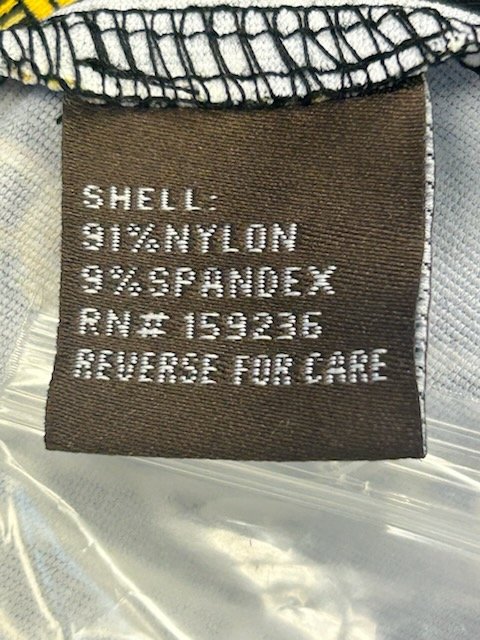 SHELL:
91%NYLON
9%SPANDEX
RN# 159236
REVERSE FOR CARE